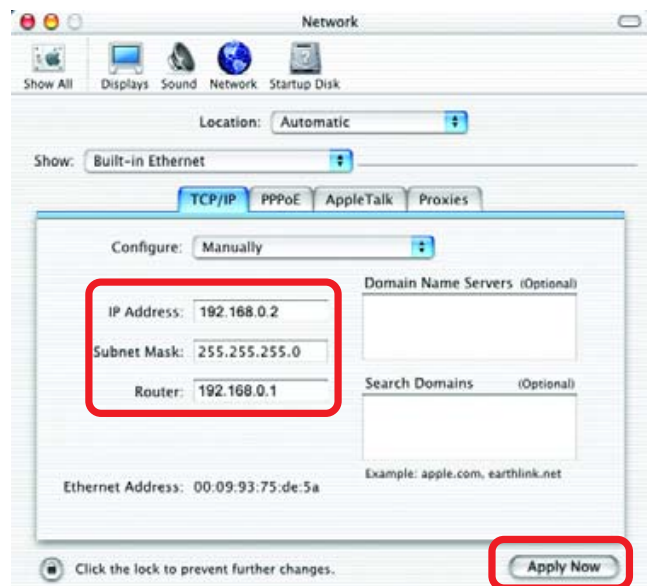 Network
Show All Displays Sound Network Startup Disk
Location: Automatic
Show: Built-in Ethernet
TCP/IP PPPoE AppleTalk Proxies
Configure: Manually
Domain Name Servers (Optional)
IP Address: 192.168.0.2
Subnet Mask: 255.255.255.0
Router: 192.168.0.1
Search Domains (Optional)
Example: apple.com, earthlink.net
Ethernet Address: 00:09:93:75:de:5a
Click the lock to prevent further changes.
Apply Now